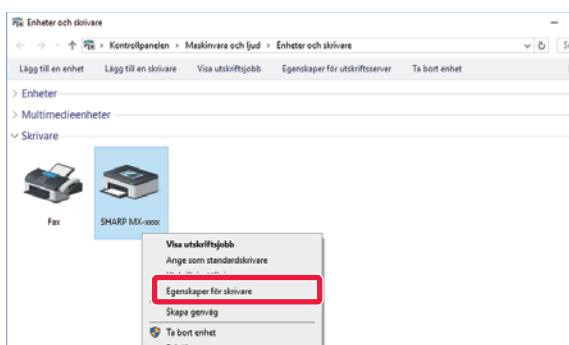 Enheter och skrivare
Kontrollpanelen > Maskinvara och ljud > Enheter och skrivare
Lägg till en enhet Lägg till en skrivare Visa utskriftsjobb Egenskaper för utskriftsserver Ta bort enhet
> Enheter
> Multimedieenheter
Skrivare
Fax SHARP MX-xxxx
Visa utskriftsjobb
Ange som standardskrivare
Egenskaper för skrivare
Skapa genväg
Ta bort enhet